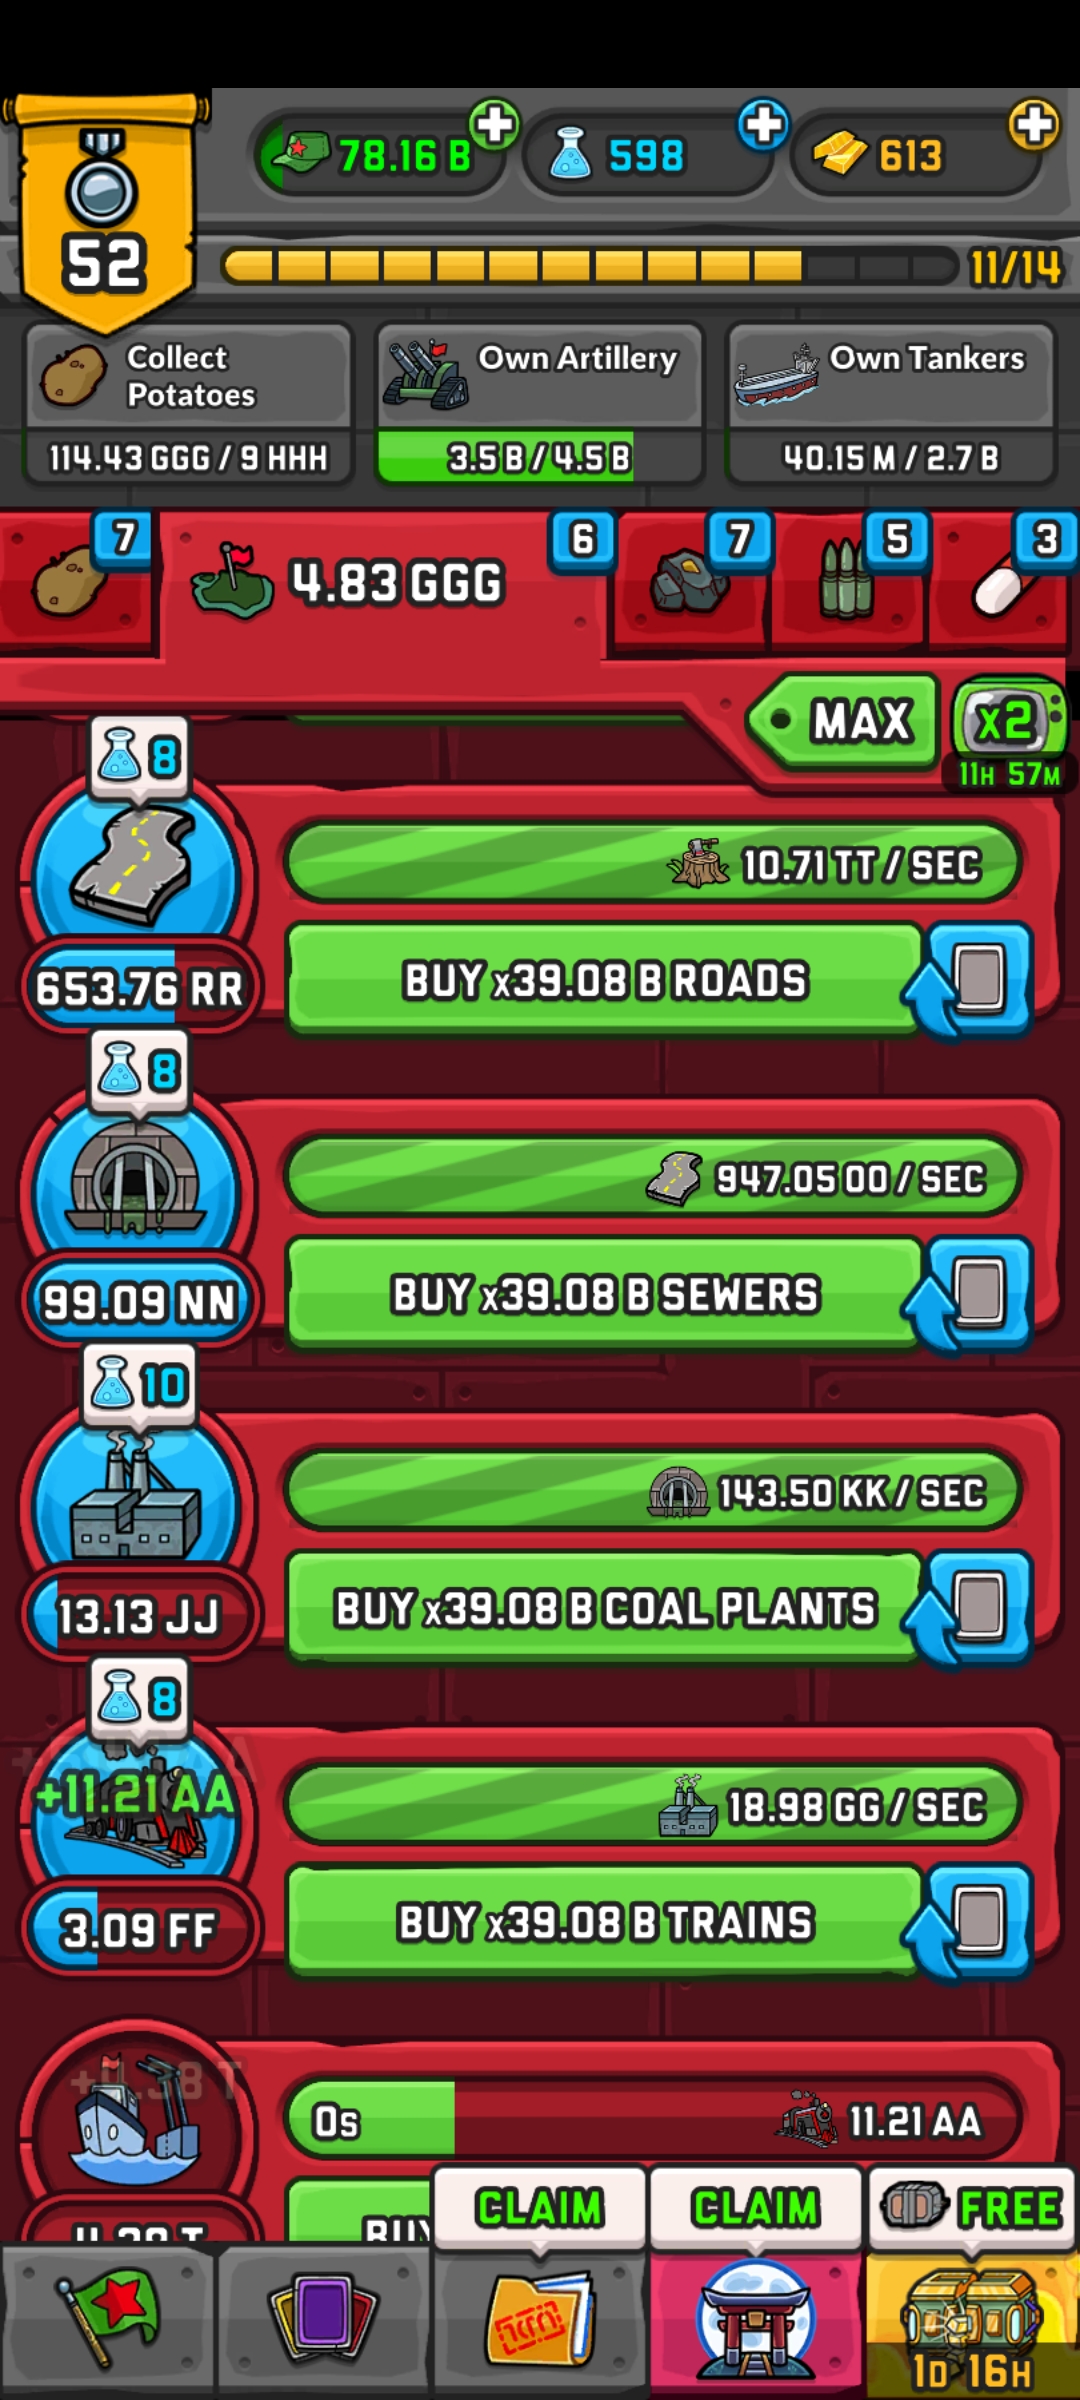 78.16 B
598
613
52
11/14
Collect
Potatoes
114.43 GGG / 9 HHH
Own Artillery
3.5 B / 4.5 B
Own Tankers
40.15 M / 2.7 B
7
4.83 GGG
6
7
5
3
MAX
x2
11H 57M
8
10.71 TT / SEC
BUY x39.08 B ROADS
653.76 RR
8
947.05 OO / SEC
BUY x39.08 B SEWERS
99.09 NN
10
143.50 KK / SEC
BUY x39.08 B COAL PLANTS
13.13 JJ
8
+11.21 AA
18.98 GG / SEC
BUY x39.08 B TRAINS
3.09 FF
0s
11.21 AA
BUY
CLAIM
CLAIM
FREE
1D 16H